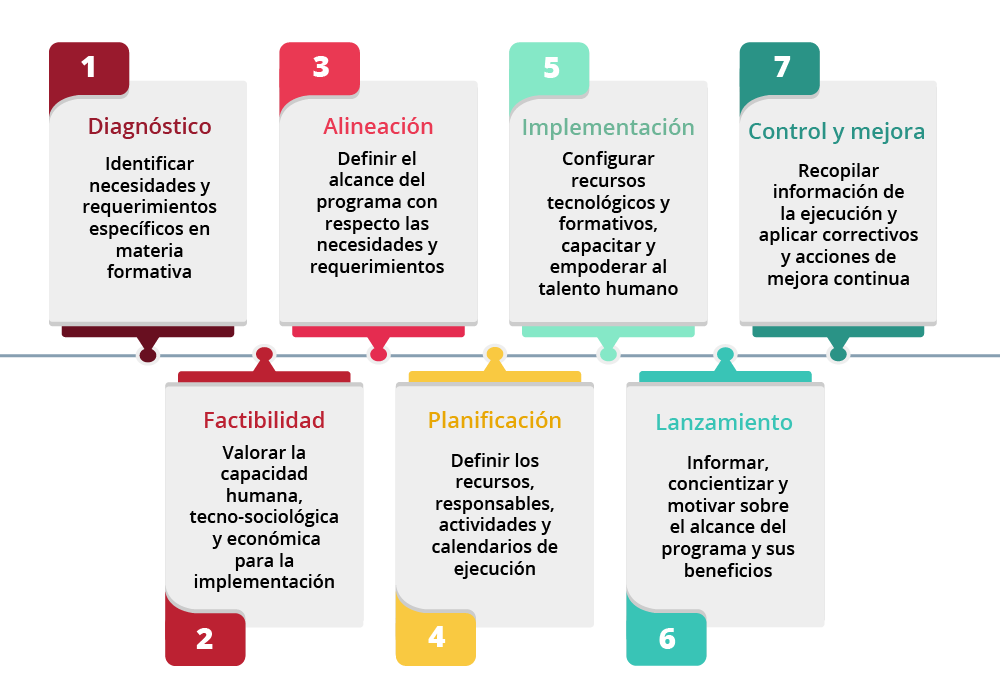 1
Diagnóstico
Identificar
necesidades y
requerimientos
específicos en
materia
formativa
2
Factibilidad
Valorar la
capacidad
humana,
tecno-sociológica
y económica
para la
implementación
3
Alineación
Definir el
alcance del
programa con
respecto las
necesidades y
requerimientos
4
Planificación
Definir los
recursos,
responsables,
actividades y
calendarios de
ejecución
5
Implementación
Configurar
recursos
tecnológicos y
formativos,
capacitar y
empoderar al
talento humano
6
Lanzamiento
Informar,
concientizar y
motivar sobre
el alcance del
programa y sus
beneficios
7
Control y mejora
Recopilar
información de
la ejecución y
aplicar correctivos
y acciones de
mejora continua